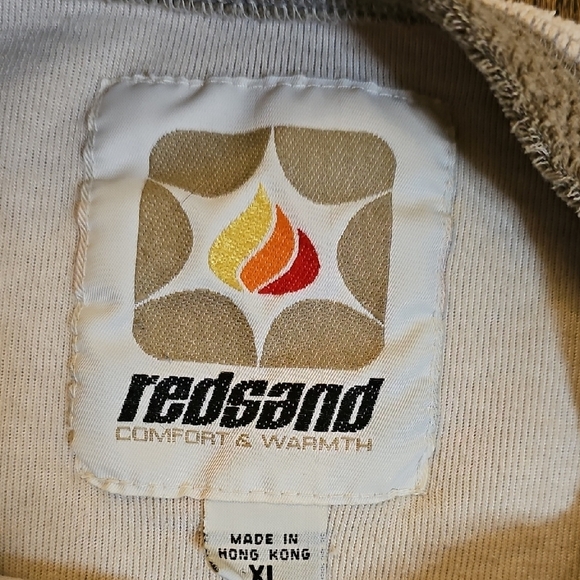 redsand
COMFORT & WARMTH
MADE IN
HONG KONG
XL